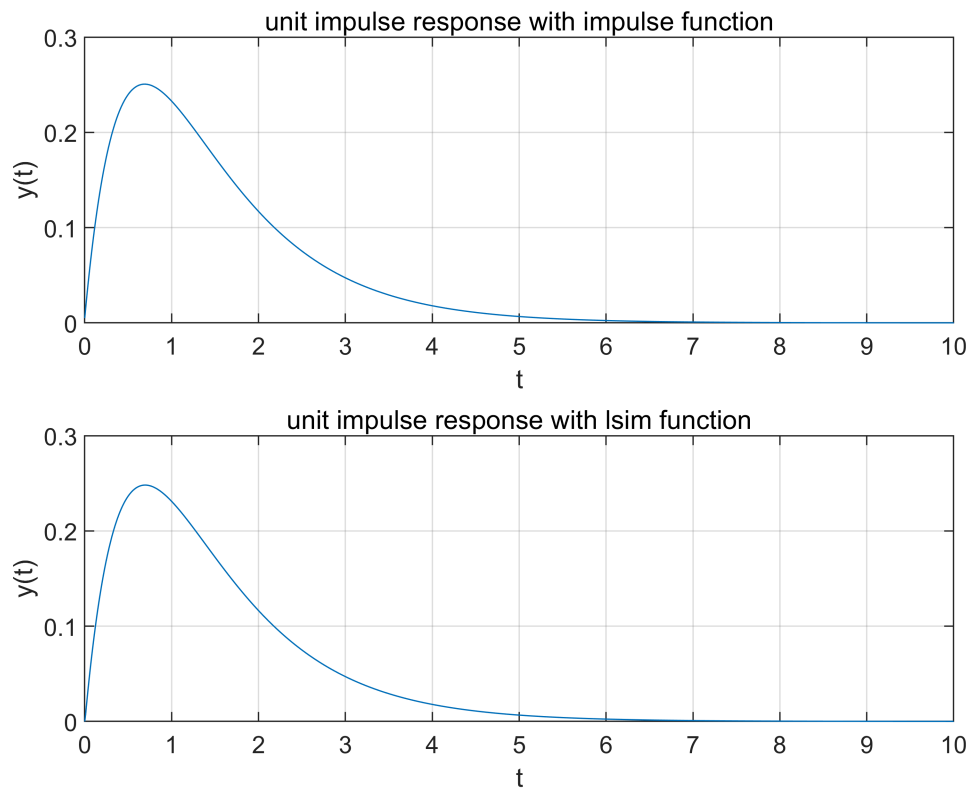 unit impulse response with impulse function
0.3
0.2
0.1
0
y(t)
0 1 2 3 4 5 6 7 8 9 10
t
unit impulse response with lsim function
0.3
0.2
0.1
0
y(t)
0 1 2 3 4 5 6 7 8 9 10
t